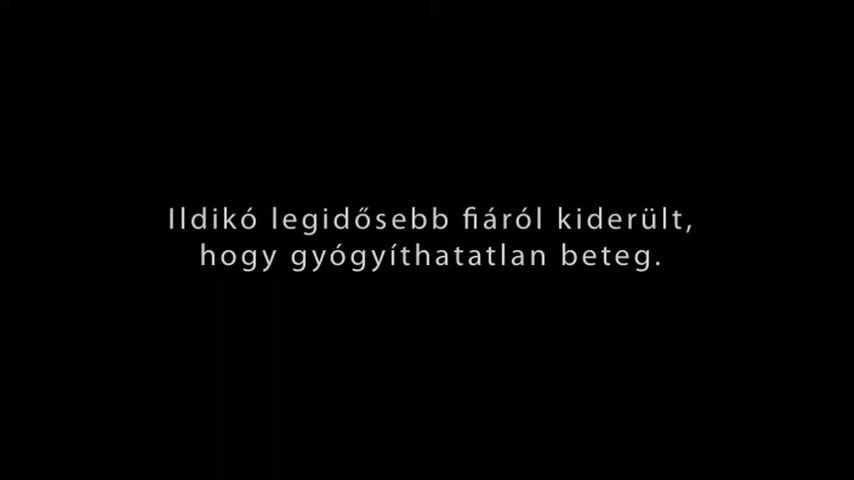 Ildikó legidősebb fiáról kiderült,
hogy gyógyíthatatlan beteg.